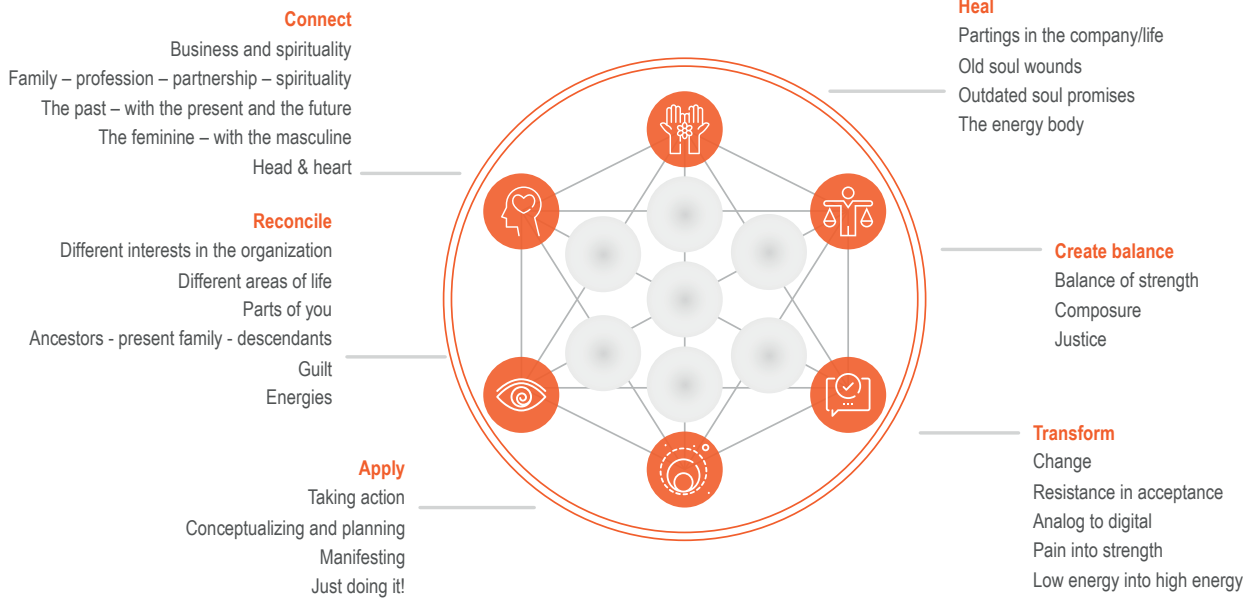 Connect
Business and spirituality
Family – profession – partnership – spirituality
The past – with the present and the future
The feminine – with the masculine
Head & heart
Reconcile
Different interests in the organization
Different areas of life
Parts of you
Ancestors - present family - descendants
Guilt
Energies
Apply
Taking action
Conceptualizing and planning
Manifesting
Just doing it!
Heal
Partings in the company/life
Old soul wounds
Outdated soul promises
The energy body
Create balance
Balance of strength
Composure
Justice
Transform
Change
Resistance in acceptance
Analog to digital
Pain into strength
Low energy into high energy